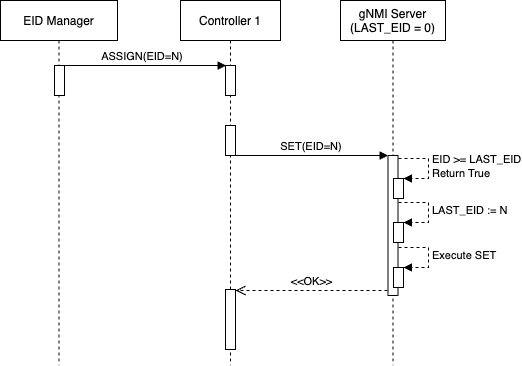 EID Manager
Controller 1
gNMI Server
(LAST_EID = 0)
ASSIGN(EID=N)
SET(EID=N)
EID >= LAST_EID
Return True
LAST_EID := N
Execute SET
<<OK>>